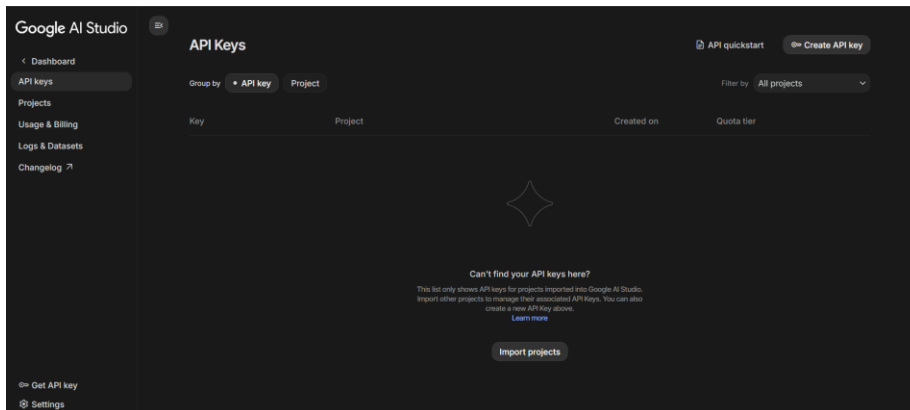 Google AI Studio
< Dashboard
API keys
Projects
Usage & Billing
Logs & Datasets
Changelog
Get API key
Settings
API Keys
API quickstart
Create API key
Group by API key Project
Filter by All projects
Key Project Created on Quota tier
Can't find your API keys here?
This list only shows API keys for projects imported into Google AI Studio.
Import other projects to manage their associated API Keys. You can also
create a new API Key above.
Learn more
Import projects